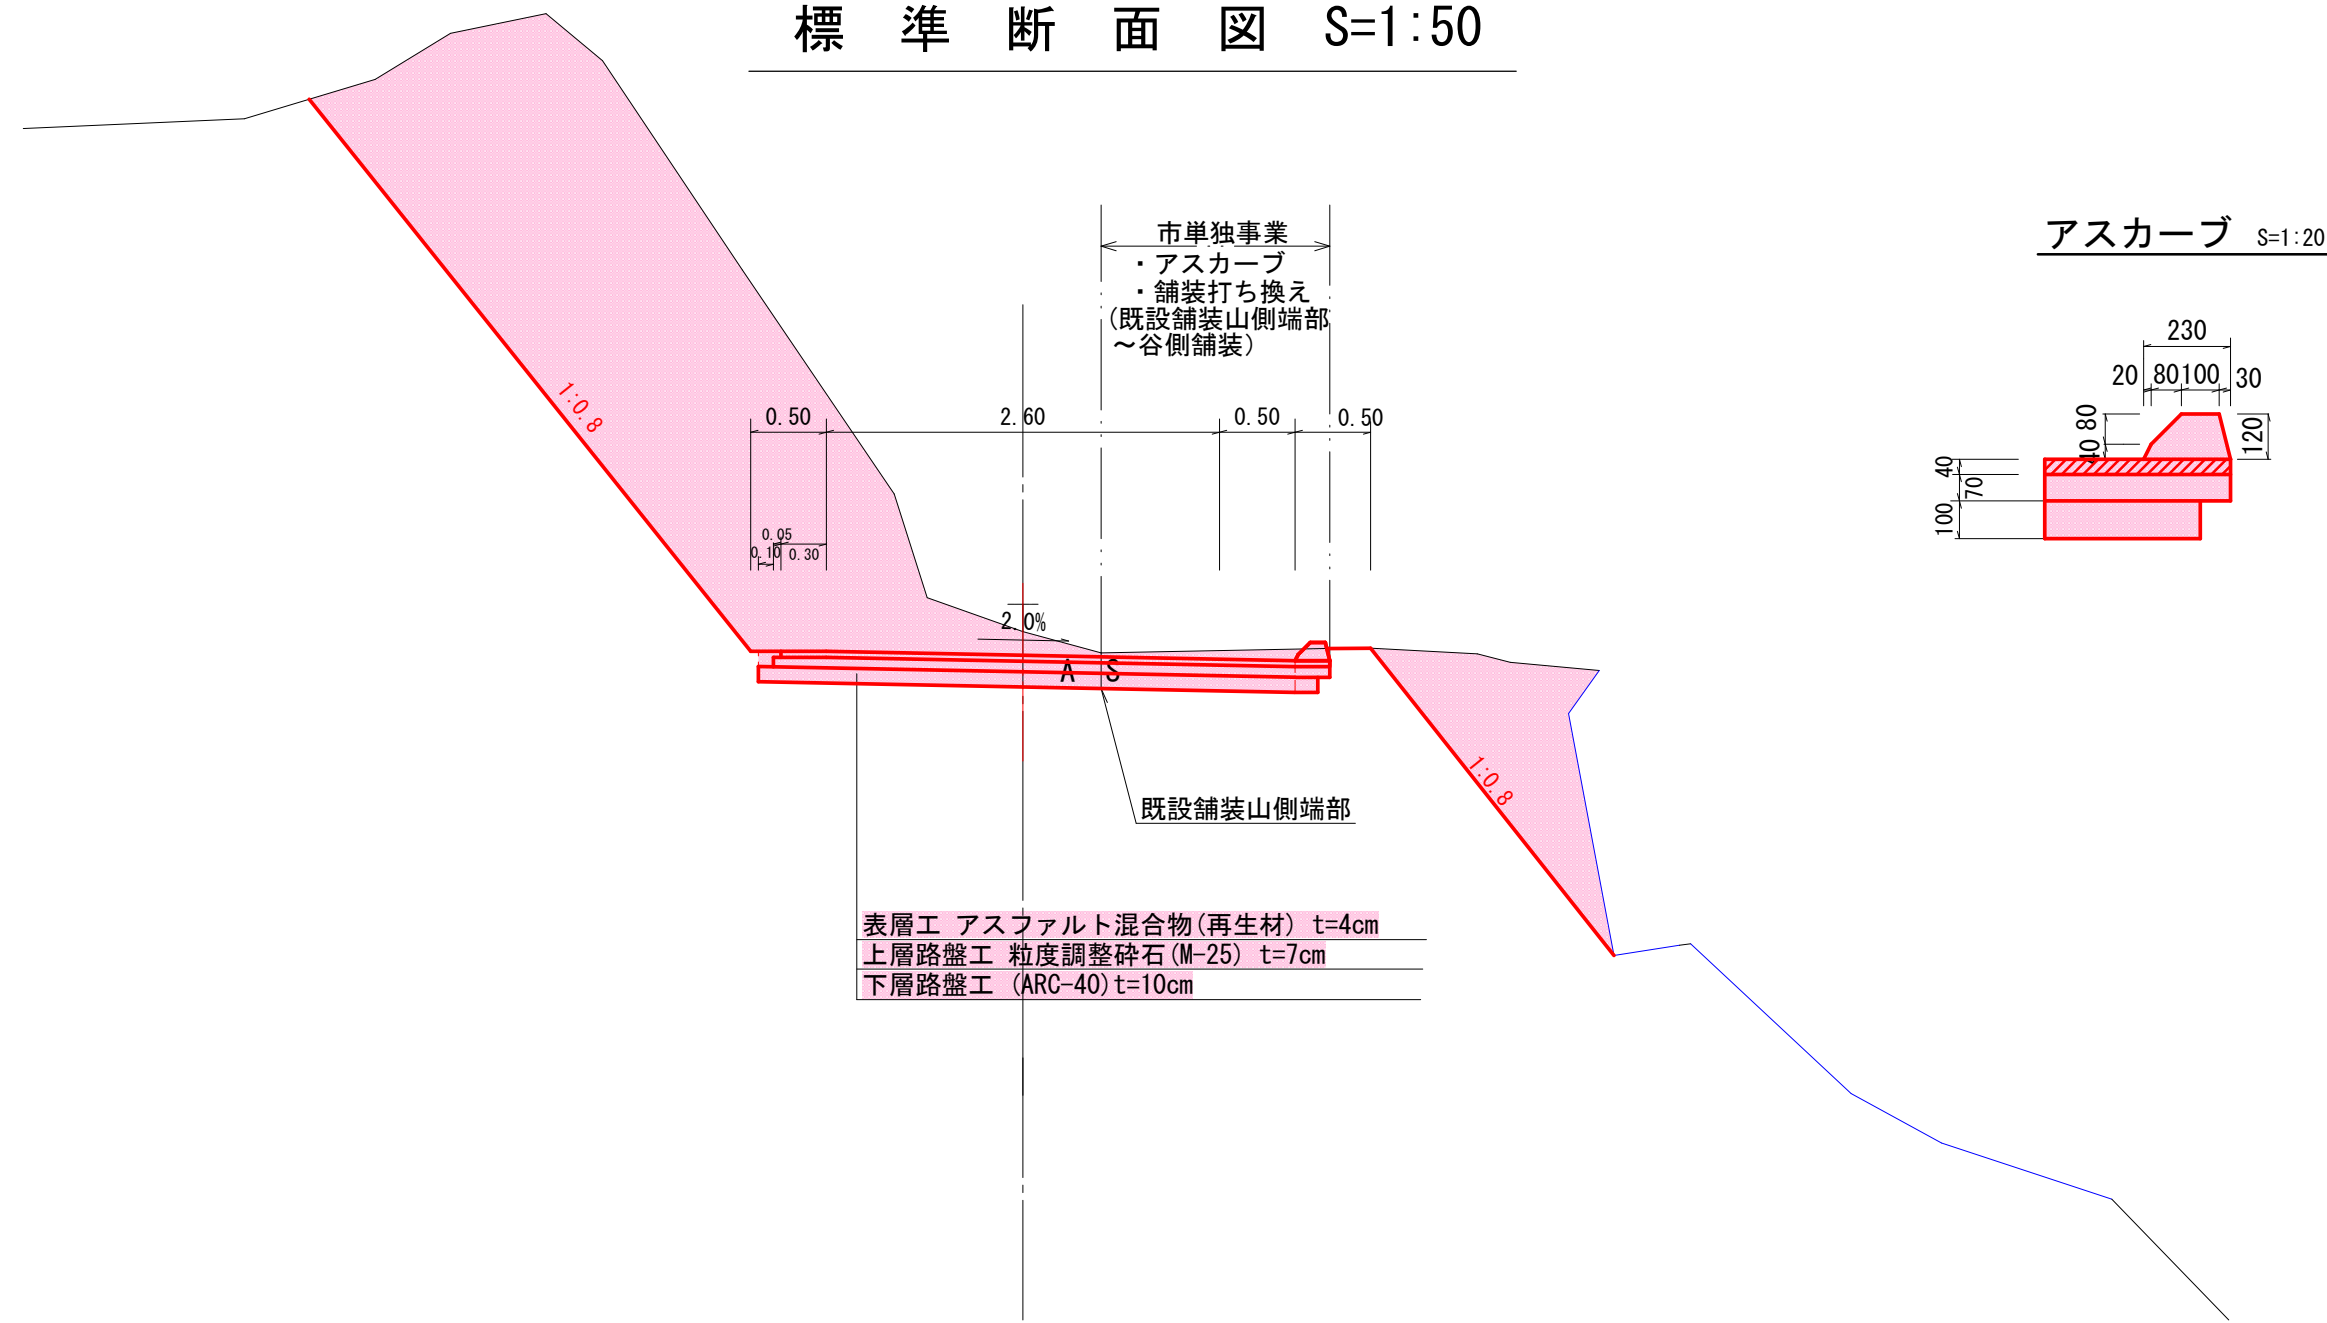 標 準 断 面 図 S=1:50
市単独事業
・アスカーブ
・舗装打ち換え
(既設舗装山側端部
～谷側舗装)
アスカーブ S=1:20
230
20 80 100 30
80
40
120
40
70
100
1:0.8
0.50 2.60 0.50 0.50
0.05
0.10 0.30
2.0%
A S
1:0.8
既設舗装山側端部
表層工 アスファルト混合物(再生材) t=4cm
上層路盤工 粒度調整砕石(M-25) t=7cm
下層路盤工 (ARC-40)t=10cm